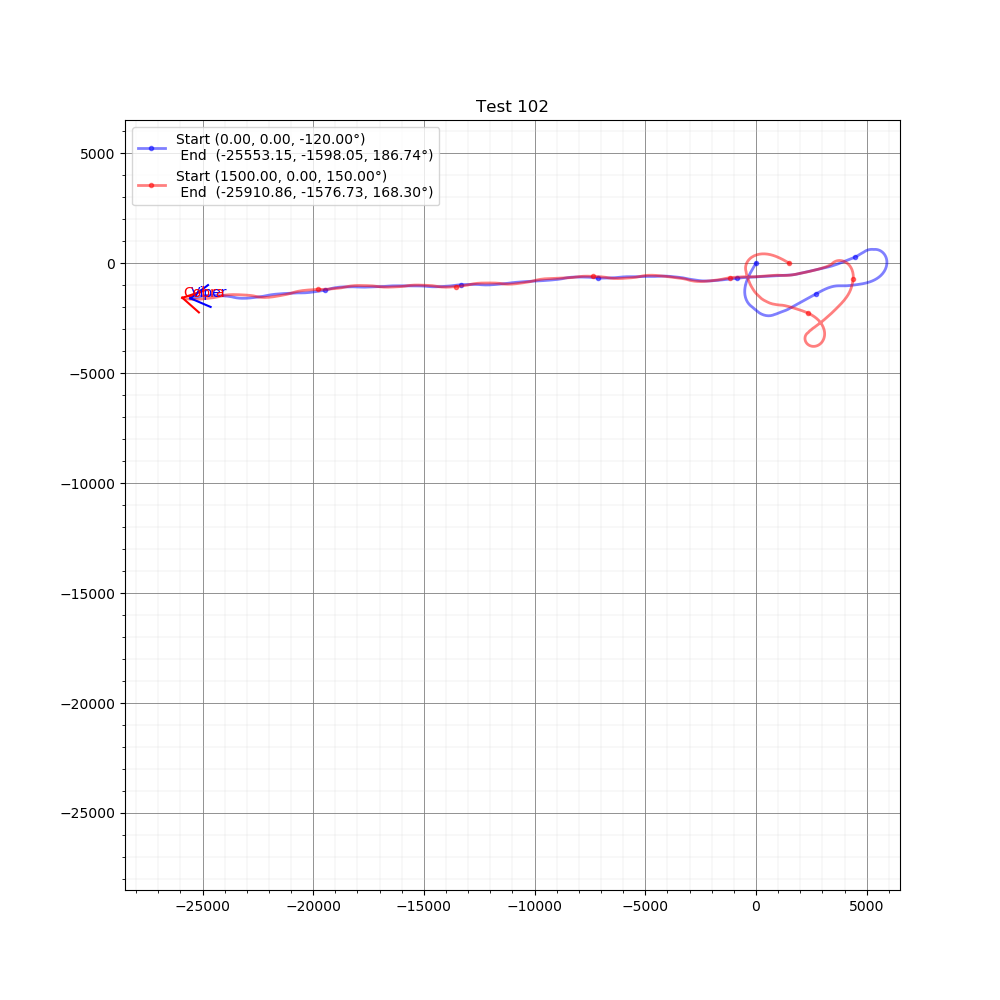 Test 102
Start (0.00, 0.00, -120.00°)
End (-25553.15, -1598.05, 186.74°)
Start (1500.00, 0.00, 150.00°)
End (-25910.86, -1576.73, 168.30°)
5000
0
−5000
−10000
−15000
−20000
−25000
−25000 −20000 −15000 −10000 −5000 0 5000